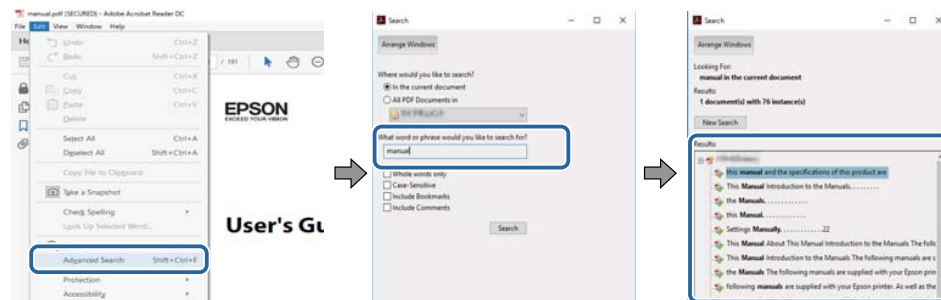 manual.pdf (SECURED) - Adobe Acrobat Reader DC
File Edit View Window Help
Undo Ctrl+Z
Redo Shift+Ctrl+Z
Cut Ctrl+X
Copy Ctrl+C
Paste Ctrl+V
Delete
Select All Ctrl+A
Deselect All Shift+Ctrl+A
Copy File to Clipboard
Take a Snapshot
Check Spelling
Look Up Selected Word...
Advanced Search Shift+Ctrl+F
Protection
Accessibility
/ 191
EPSON
EXCEED YOUR VISION
User's Gu
Search
Arrange Windows
Where would you like to search?
In the current document
All PDF Documents in
What word or phrase would you like to search for?
manual
Whole words only
Case-Sensitive
Include Bookmarks
Include Comments
Search
Search
Arrange Windows
Looking For:
manual in the current document
Results:
1 document(s) with 76 instance(s)
New Search
Results:
this manual and the specifications of this product are
This Manual Introduction to the Manuals. . . . . . . . .
the Manuals. . . . . . . . . . . . .
this Manual. . . . . . . . . . . . .
Settings Manually. . . . . . . . . . . .22
This Manual About This Manual Introduction to the Manuals The follo
This Manual Introduction to the Manuals The following manuals are s
the Manuals The following manuals are supplied with your Epson prin
following manuals are supplied with your Epson printer. As well as the